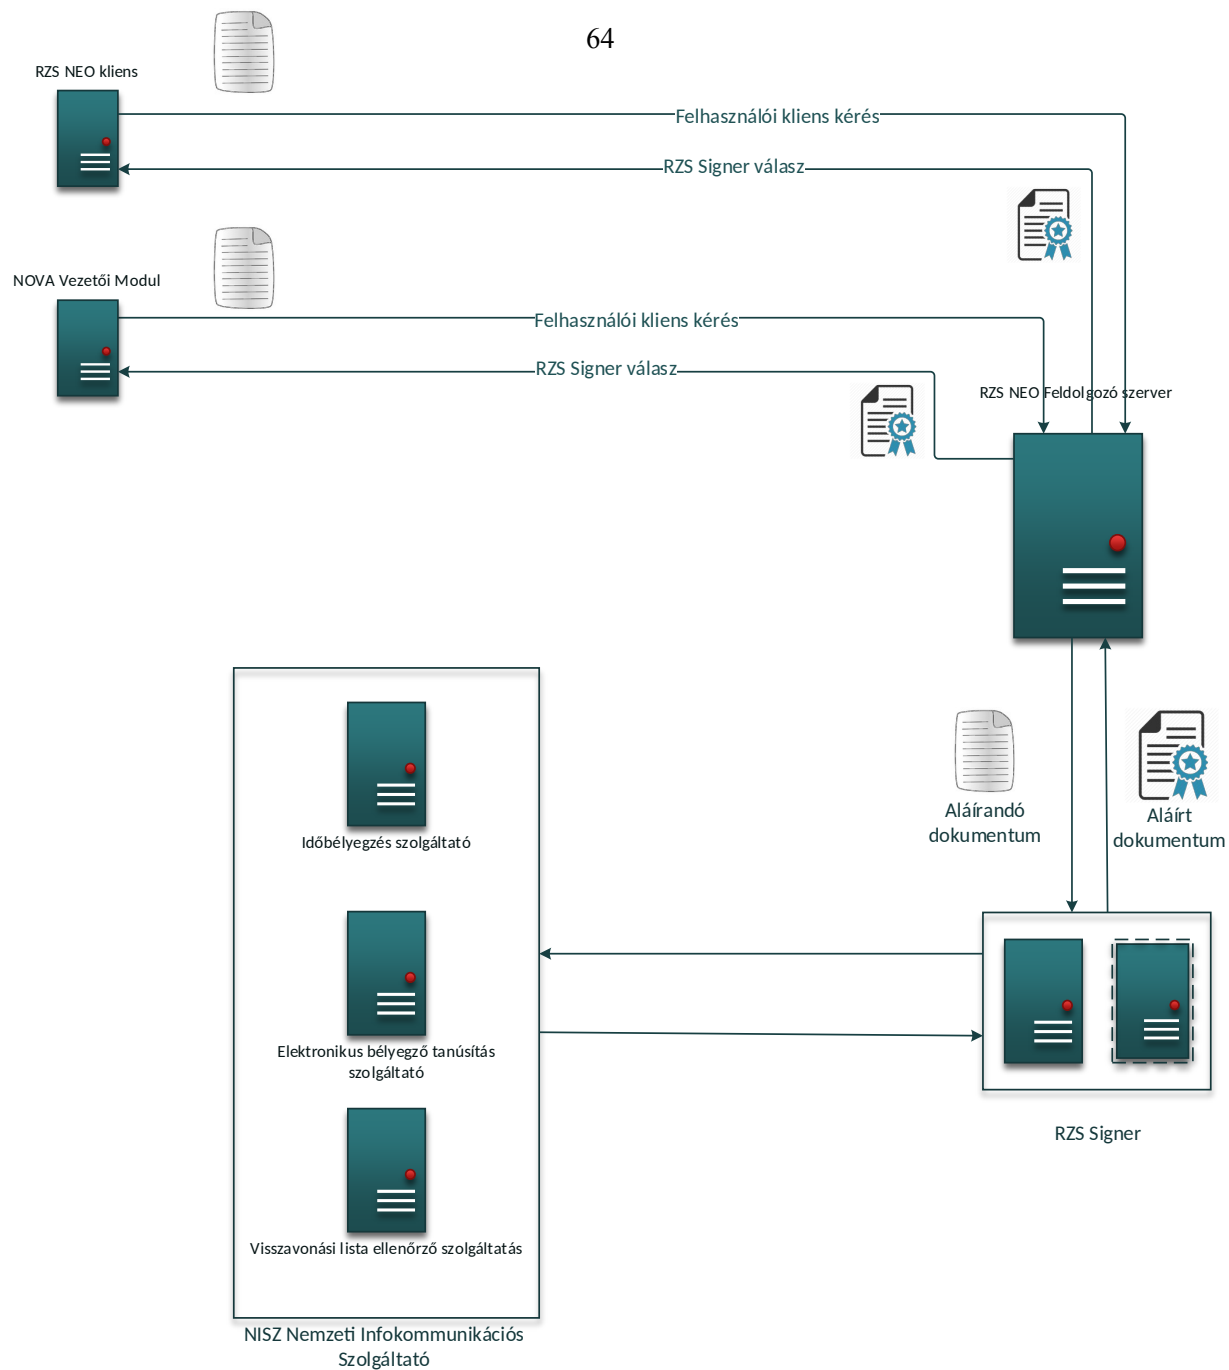 64
RZS NEO kliens
Felhasználói kliens kérés
RZS Signer válasz
NOVA Vezetői Modul
Felhasználói kliens kérés
RZS Signer válasz
RZS NEO Feldolgozó szerver
Aláírandó
dokumentum
Aláírt
dokumentum
Időbélyegzés szolgáltató
Elektronikus bélyegző tanúsítás
szolgáltató
RZS Signer
Visszavonási lista ellenőrző szolgáltatás
NISZ Nemzeti Infokommunikációs
Szolgáltató